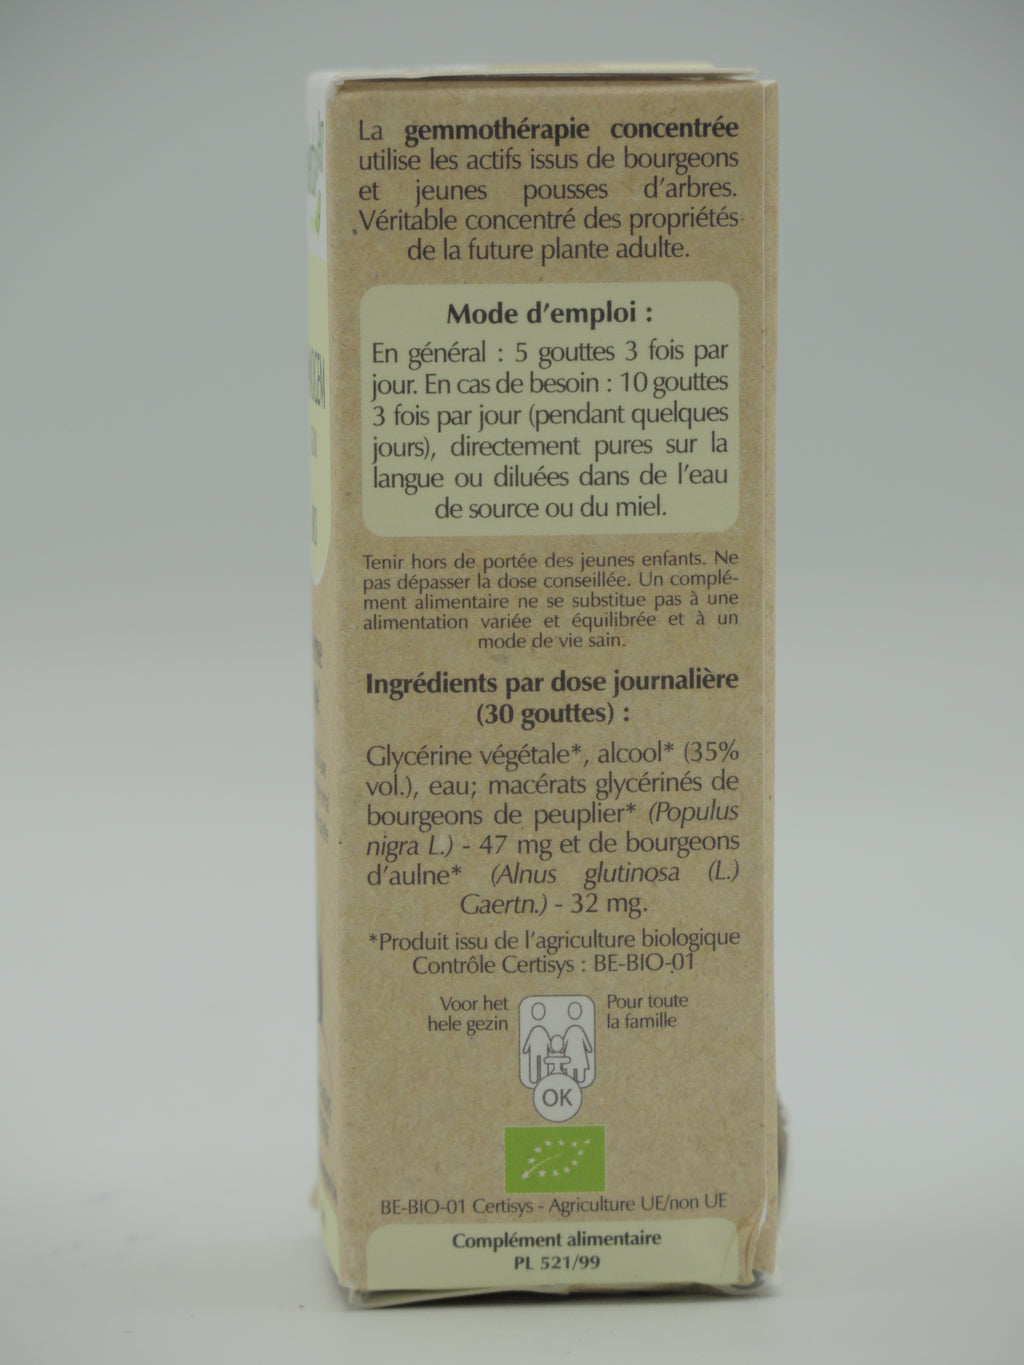 La gemmothérapie concentrée
utilise les actifs issus de bourgeons
et jeunes pousses d'arbres.
Véritable concentré des propriétés
de la future plante adulte.
Mode d'emploi :
En général : 5 gouttes 3 fois par
jour. En cas de besoin : 10 gouttes
3 fois par jour (pendant quelques
jours), directement pures sur la
langue ou diluées dans de l'eau
de source ou du miel.
Tenir hors de portée des jeunes enfants. Ne
pas dépasser la dose conseillée. Un complé-
ment alimentaire ne se substitue pas à une
alimentation variée et équilibrée et à un
mode de vie sain.
Ingrédients par dose journalière
(30 gouttes) :
Glycérine végétale*, alcool* (35%
vol.), eau; macérats glycérinés de
bourgeons de peuplier* (Populus
nigra L.) - 47 mg et de bourgeons
d'aulne* (Alnus glutinosa (L.)
Gaertn.) - 32 mg.
*Produit issu de l'agriculture biologique
Contrôle Certisys : BE-BIO-01
Voor het
hele gezin
Pour toute
la famille
OK
BE-BIO-01 Certisys - Agriculture UE/non UE
Complément alimentaire
PL 521/99